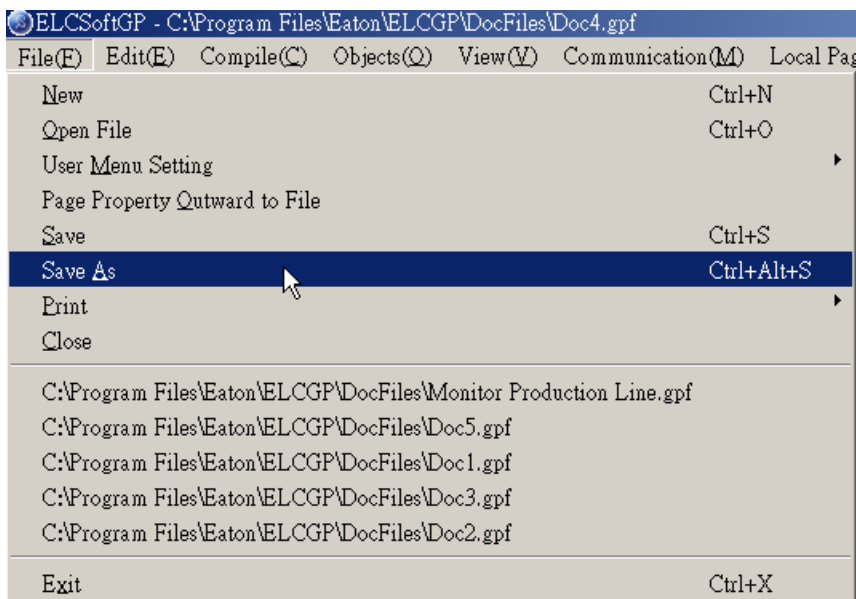 ELCSoftGP - C:\Program Files\Eaton\ELCGP\DocFiles\Doc4.gpf
File(F) Edit(E) Compile(C) Objects(O) View(V) Communication(M) Local Pag
New Ctrl+N
Open File Ctrl+O
User Menu Setting
Page Property Outward to File
Save Ctrl+S
Save As Ctrl+Alt+S
Print
Close
C:\Program Files\Eaton\ELCGP\DocFiles\Monitor Production Line.gpf
C:\Program Files\Eaton\ELCGP\DocFiles\Doc5.gpf
C:\Program Files\Eaton\ELCGP\DocFiles\Doc1.gpf
C:\Program Files\Eaton\ELCGP\DocFiles\Doc3.gpf
C:\Program Files\Eaton\ELCGP\DocFiles\Doc2.gpf
Exit Ctrl+X